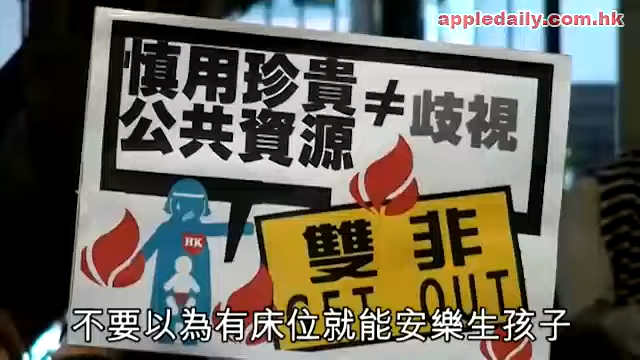 appledaily.com.hk
慎用珍貴
公共資源
≠
歧視
HK
雙非
GET OUT
不要以為有床位就能安樂生孩子